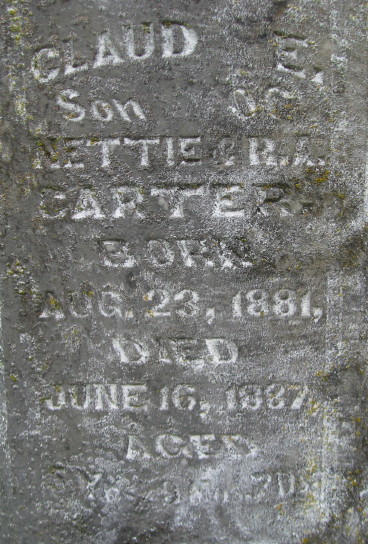 CLAUD E.
Son OF
NETTIE & R.A.
CARTER
BORN
AUG. 23, 1881,
DIED
JUNE 16, 1887,
AGED